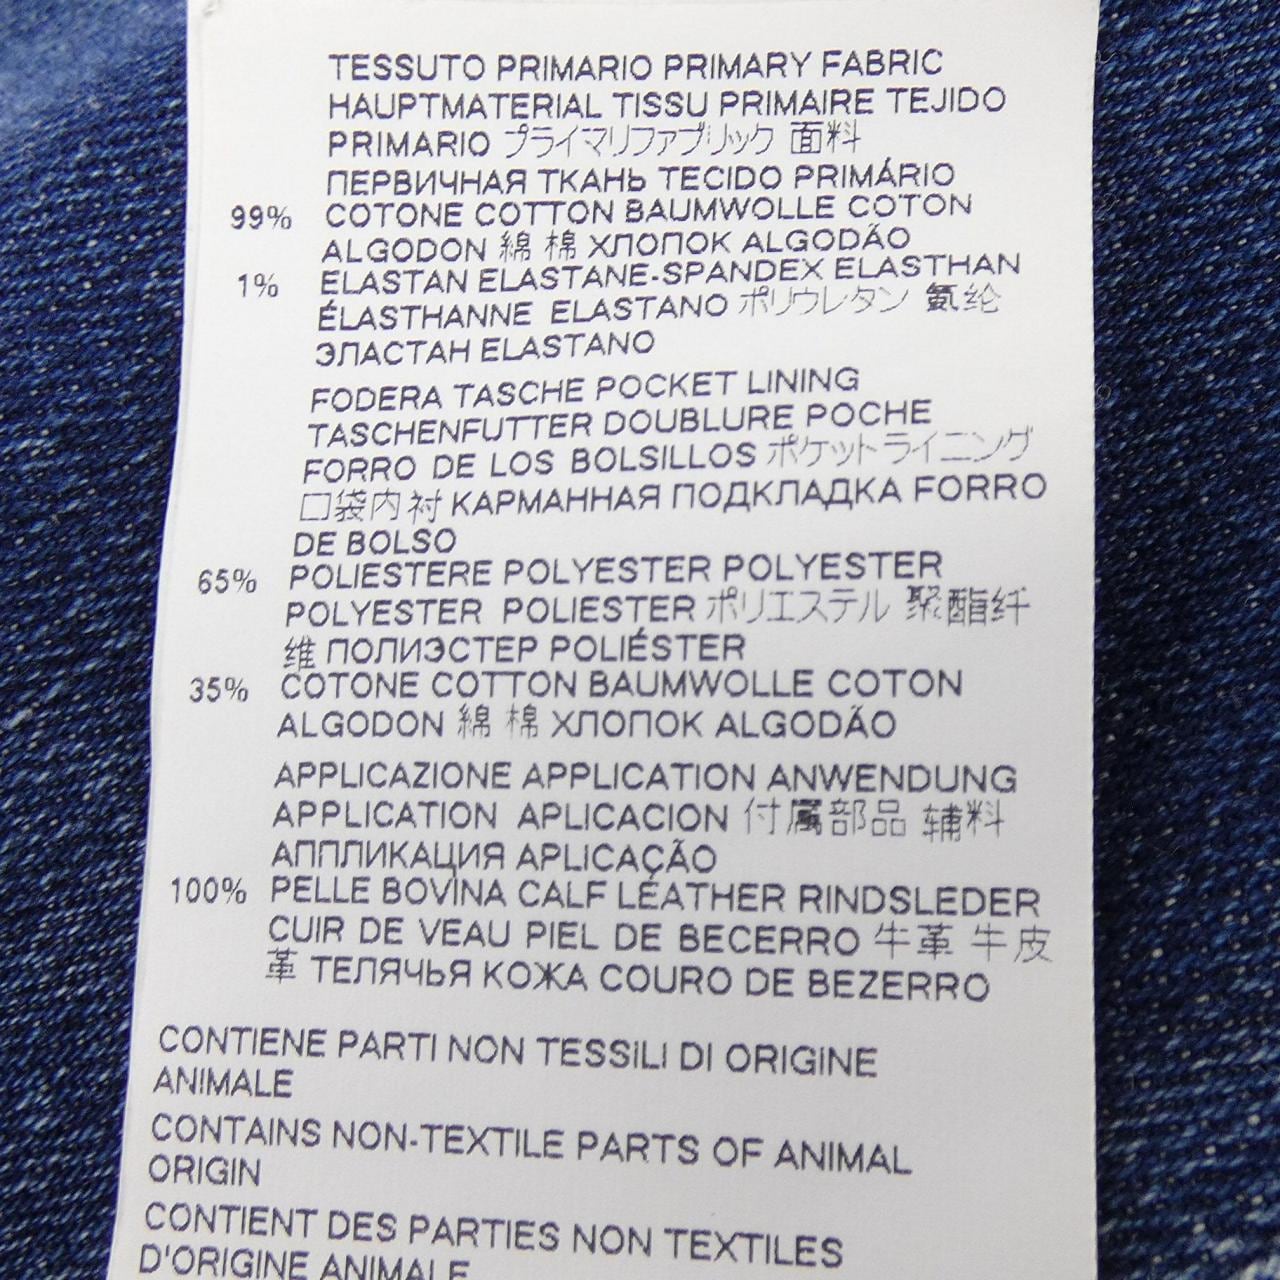 TESSUTO PRIMARIO PRIMARY FABRIC
HAUPTMATERIAL TISSU PRIMAIRE TEJIDO
PRIMARIO プライマリファブリック 面料
ПЕРВИЧНАЯ ТКАНЬ TECIDO PRIMÁRIO
99% COTONE COTTON BAUMWOLLE COTON
ALGODON 綿 棉 ХЛОПОК ALGODÃO
1% ELASTAN ELASTANE-SPANDEX ELASTHAN
ÉLASTHANNE ELASTANO ポリウレタン 氨纶
ЭЛАСТАН ELASTANO
FODERA TASCHE POCKET LINING
TASCHENFUTTER DOUBLURE POCHE
FORRO DE LOS BOLSILLOS ポケットライニング
口袋内衬 КАРМАННАЯ ПОДКЛАДКА FORRO
DE BOLSO
65% POLIESTERE POLYESTER POLYESTER
POLYESTER POLIESTER ポリエステル 聚酯纤
维 ПОЛИЭСТЕР POLIÉSTER
35% COTONE COTTON BAUMWOLLE COTON
ALGODON 綿 棉 ХЛОПОК ALGODÃO
APPLICAZIONE APPLICATION ANWENDUNG
APPLICATION APLICACION 付属部品 辅料
АППЛИКАЦИЯ APLICAÇÃO
100% PELLE BOVINA CALF LEATHER RINDSLEDER
CUIR DE VEAU PIEL DE BECERRO 牛革 牛皮
革 ТЕЛЯЧЬЯ КОЖА COURO DE BEZERRO
CONTIENE PARTI NON TESSILI DI ORIGINE
ANIMALE
CONTAINS NON-TEXTILE PARTS OF ANIMAL
ORIGIN
CONTIENT DES PARTIES NON TEXTILES
D'ORIGINE ANIMALE